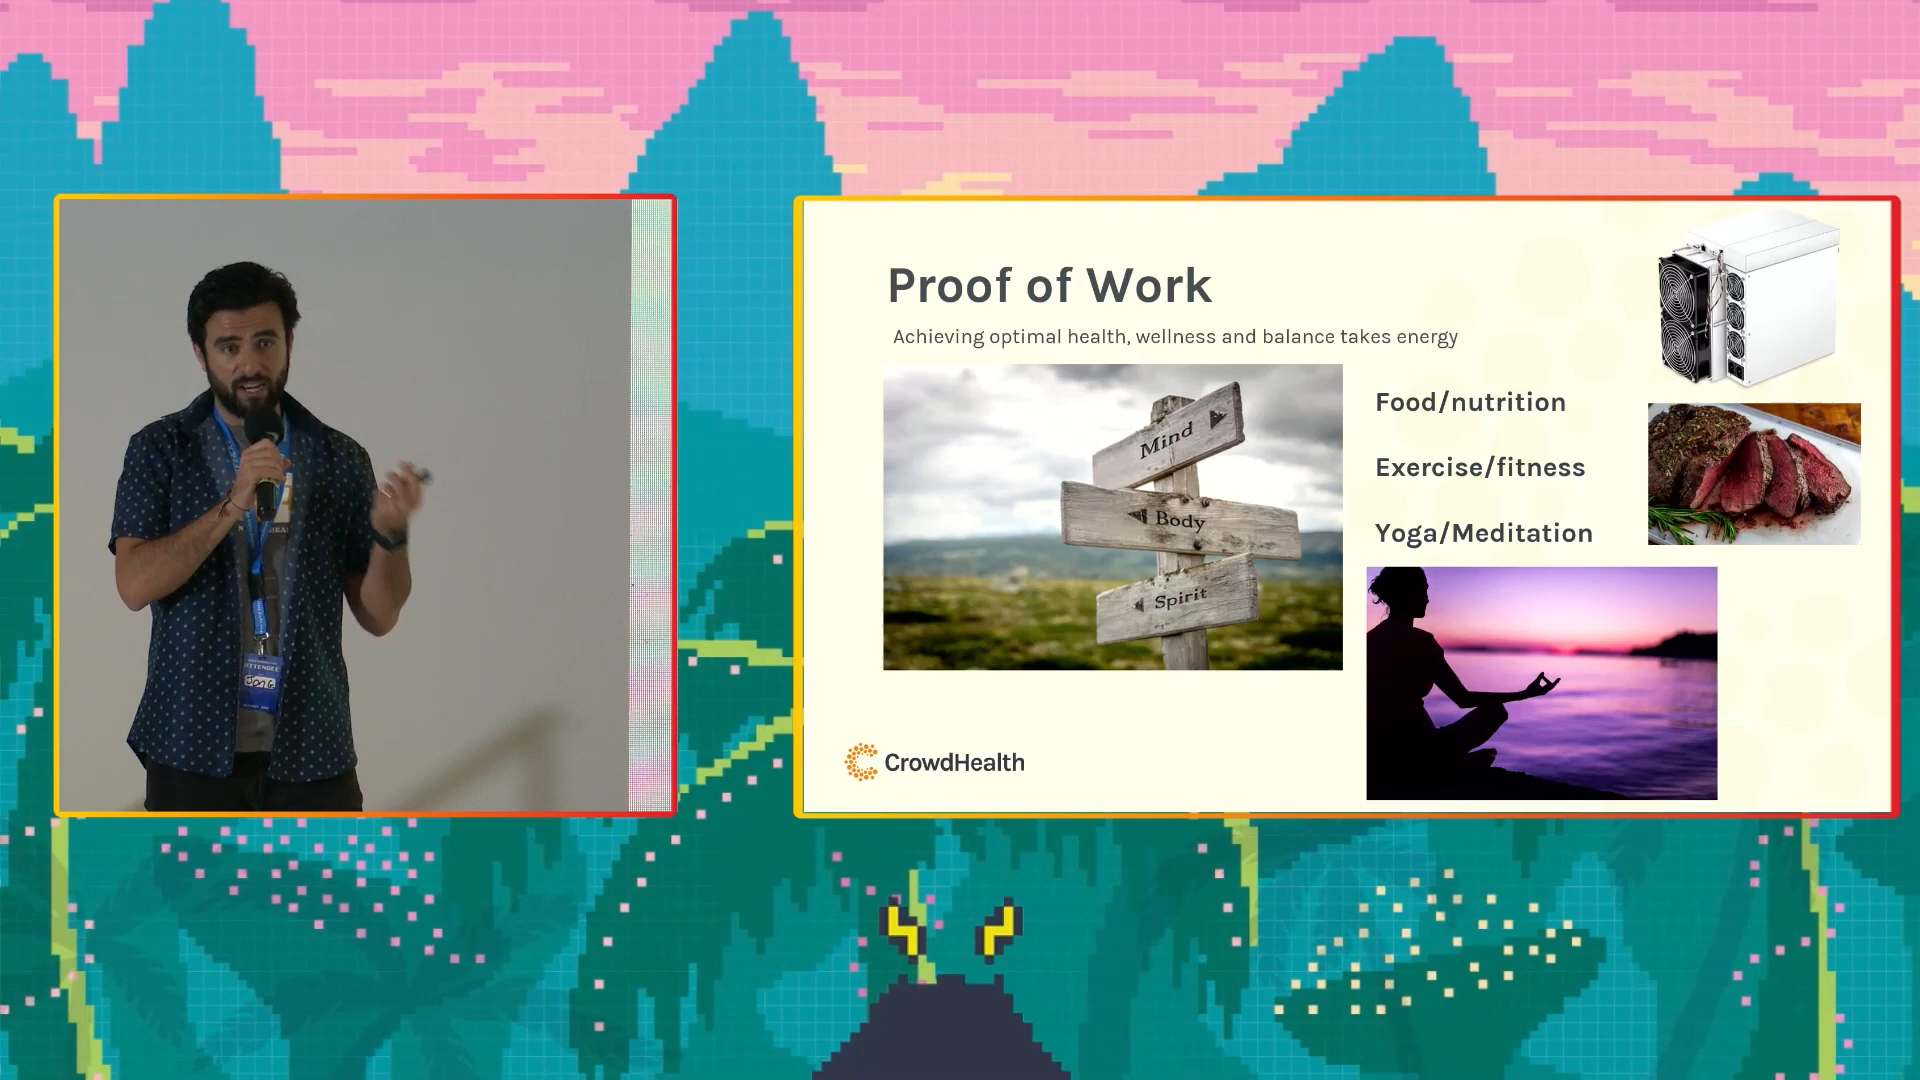 Proof of Work
Achieving optimal health, wellness and balance takes energy
Mind
Body
Spirit
Food/nutrition
Exercise/fitness
Yoga/Meditation
CrowdHealth
ATTENDEE